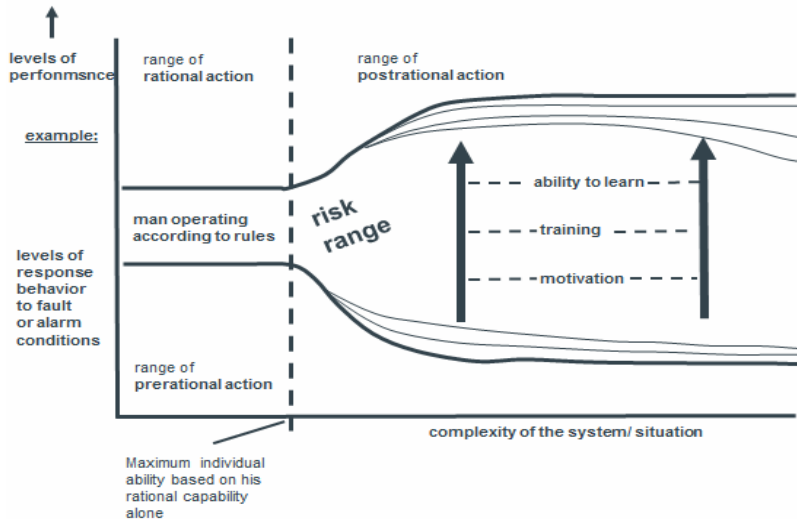 levels of
perfonmsnce
range of
rational action
range of
postrational action
example:
ability to learn
man operating
according to rules
risk
range
training
levels of
response
behavior
to fault
or alarm
conditions
motivation
range of
prerational action
complexity of the system/ situation
Maximum individual
ability based on his
rational capability
alone